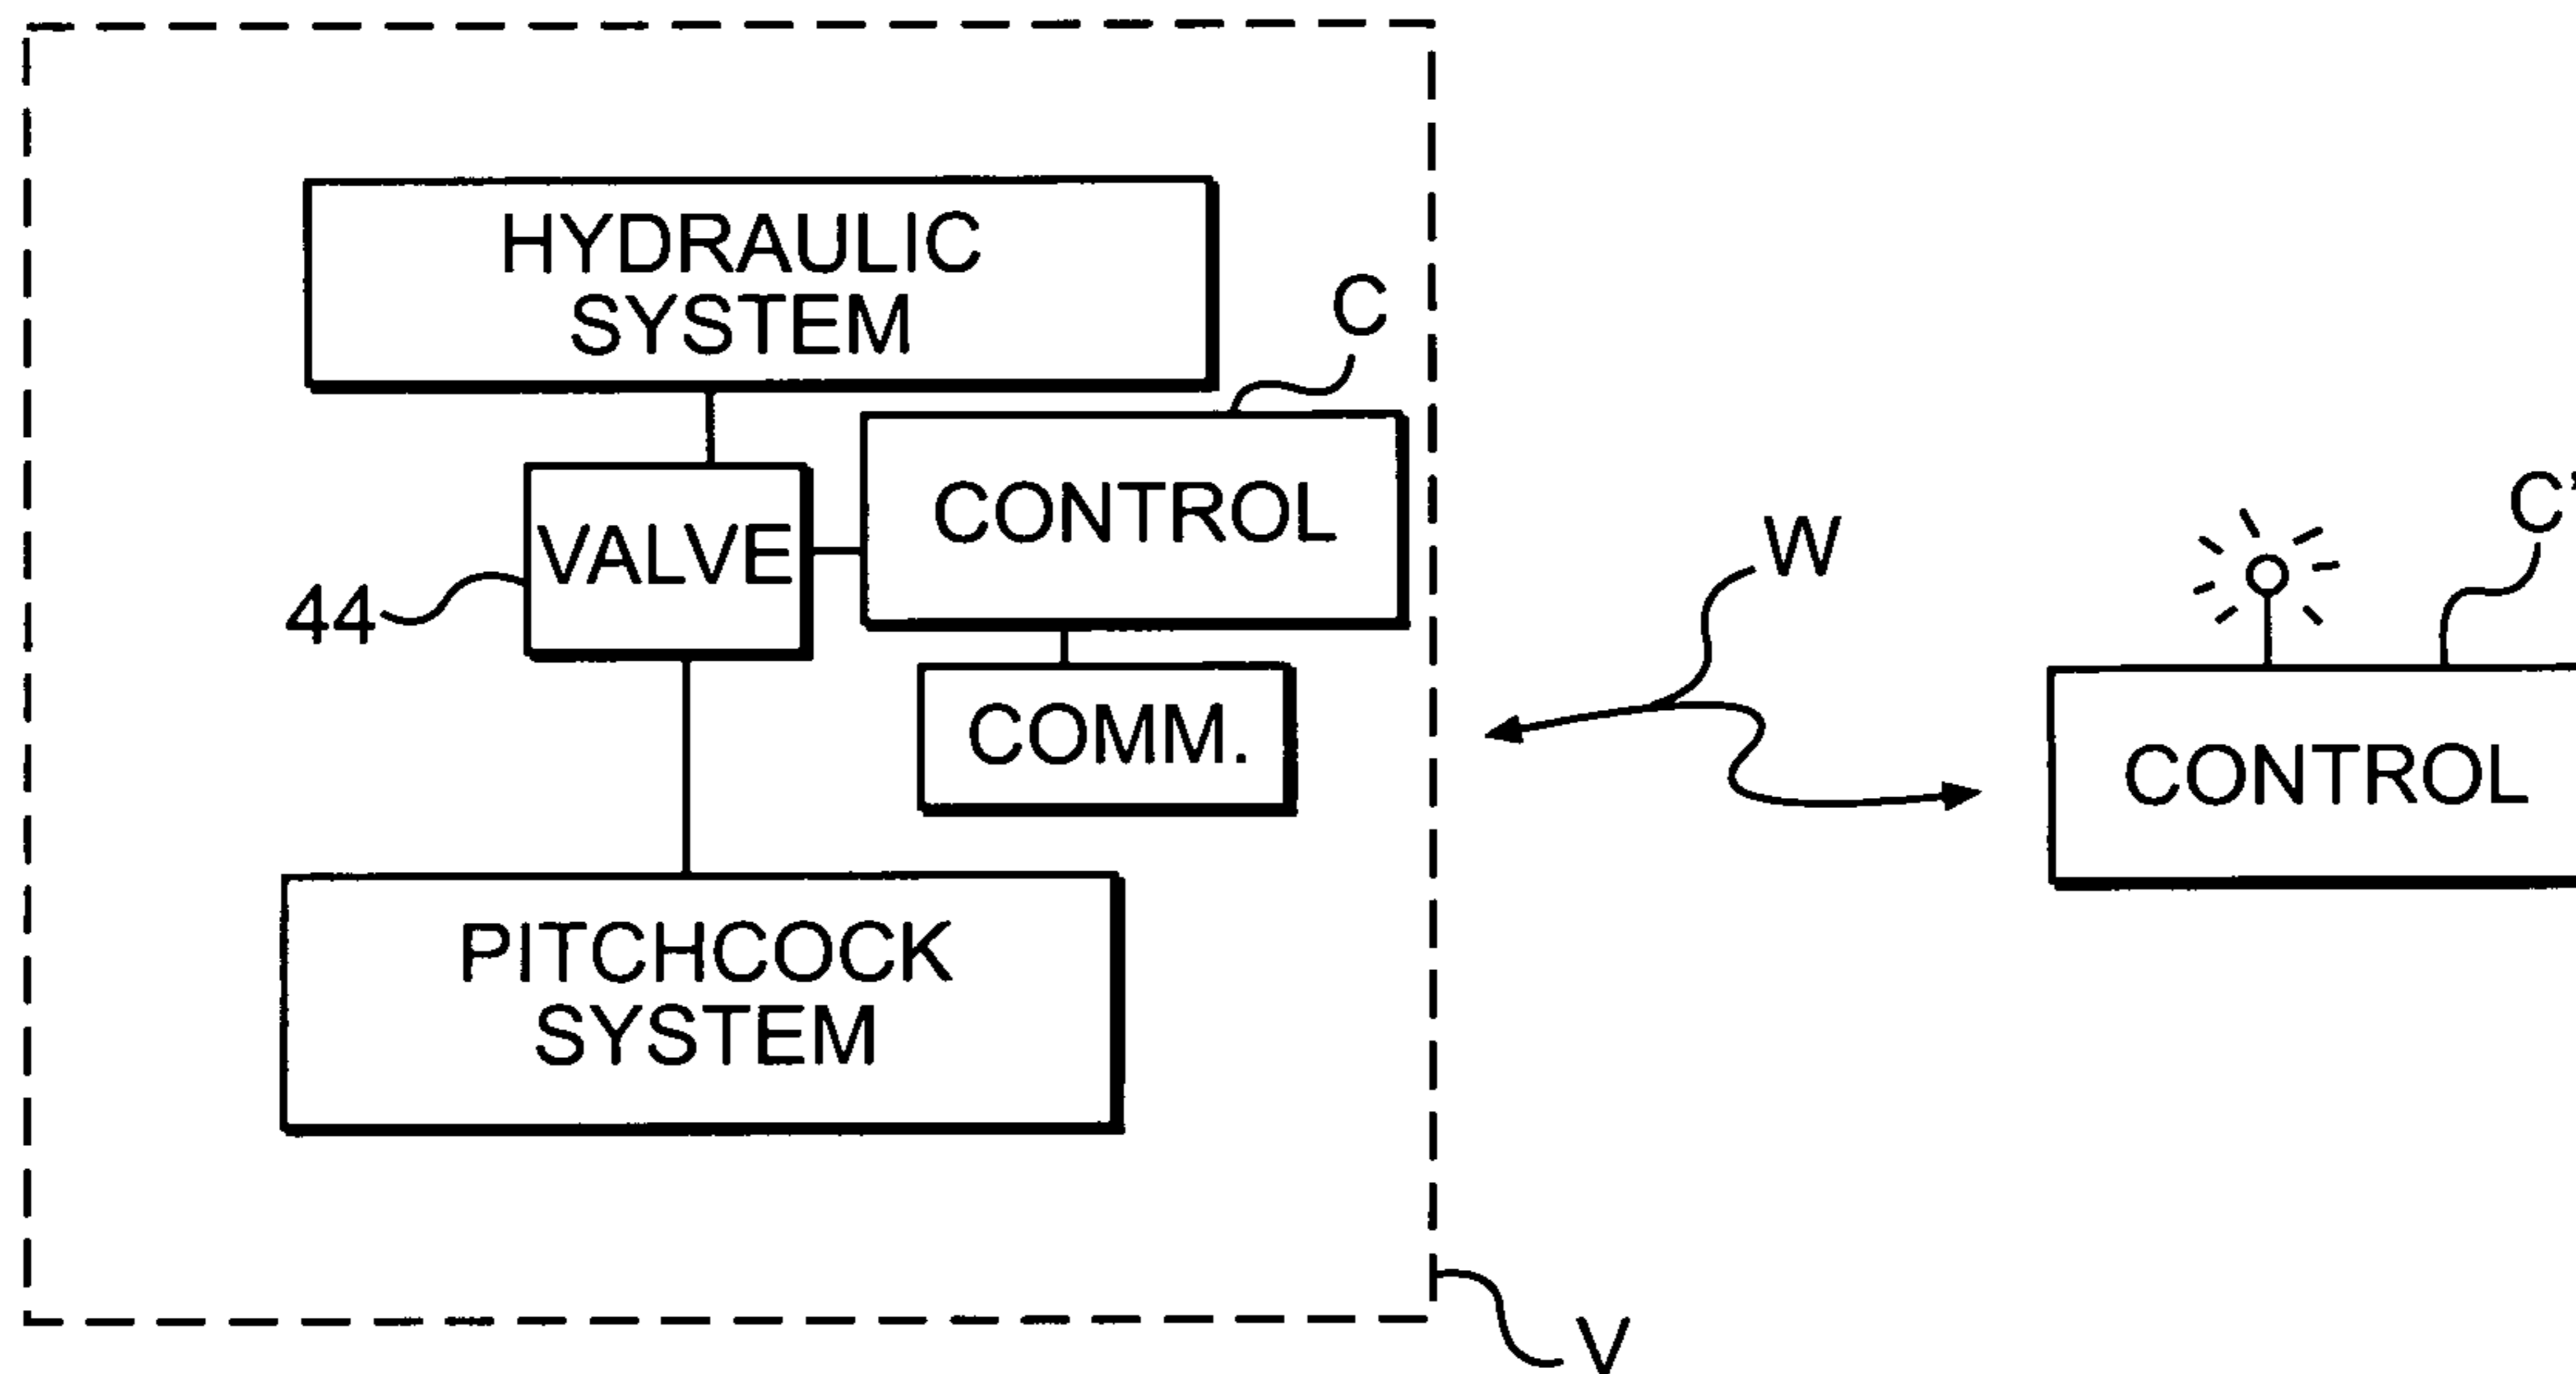 HYDRAULIC
SYSTEM
C
CONTROL
VALVE
44
COMM.
PITCHCOCK
SYSTEM
W
C'
CONTROL
V